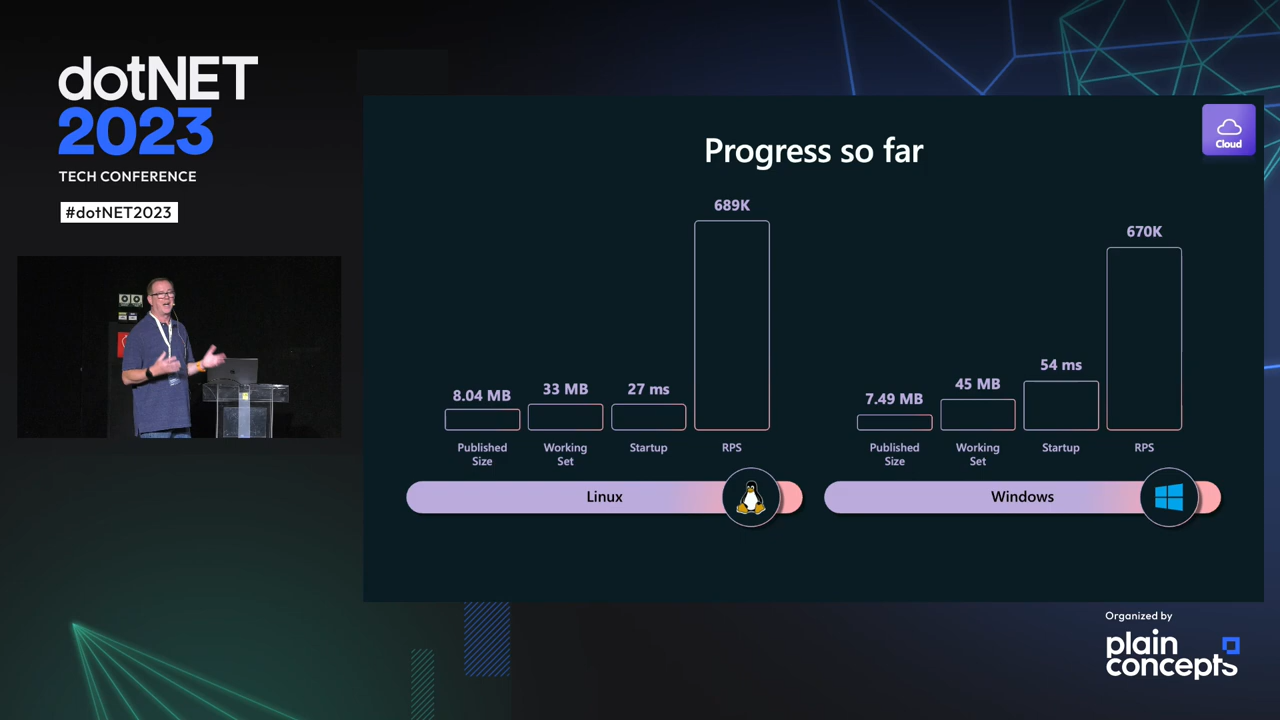 dotNET
2023
TECH CONFERENCE
#dotNET2023
Cloud
Progress so far
689K
8.04 MB
33 MB
27 ms
Published
Size
Working
Set
Startup
RPS
Linux
670K
7.49 MB
45 MB
54 ms
Published
Size
Working
Set
Startup
RPS
Windows
Organized by
plain
concepts